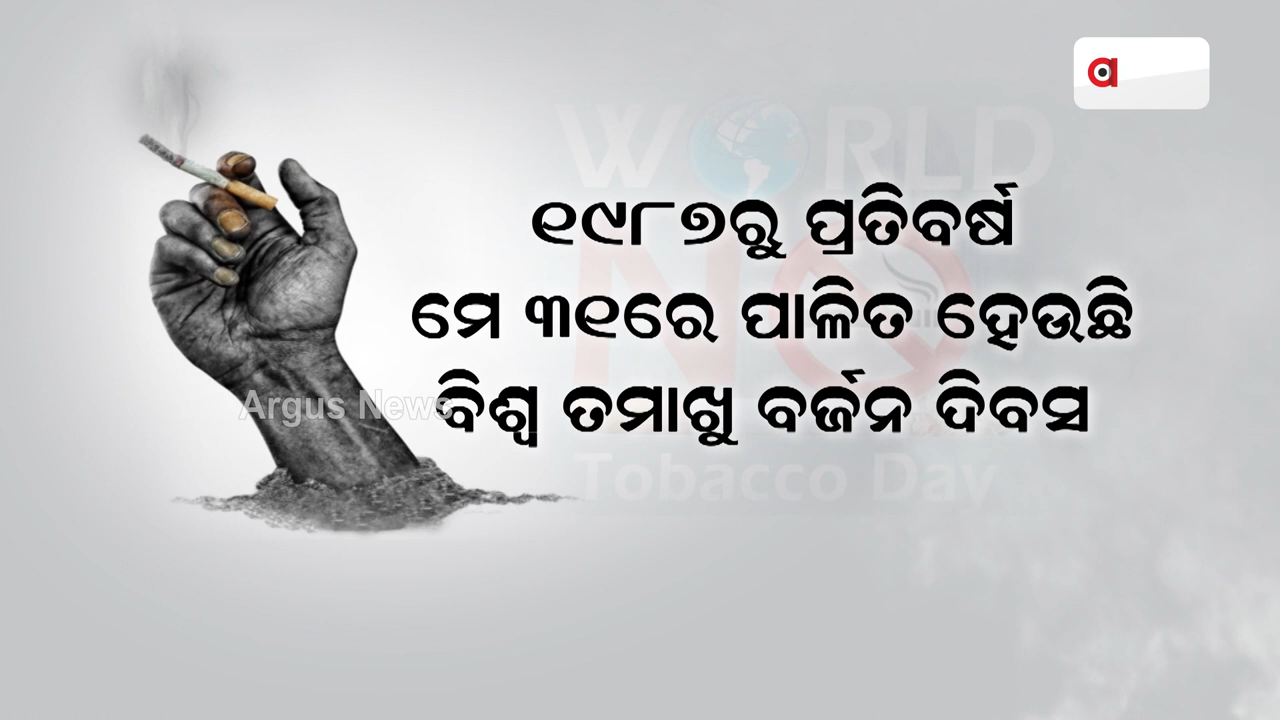 WORLD
୧୯୮୭ରୁ ପ୍ରତିବର୍ଷ
NO
ମେ ୩୧ରେ ପାଳିତ ହେଉଛି
Argus News
ବିଶ୍ୱ ତମାଖୁ ବର୍ଜନ ଦିବସ
Tobacco Day